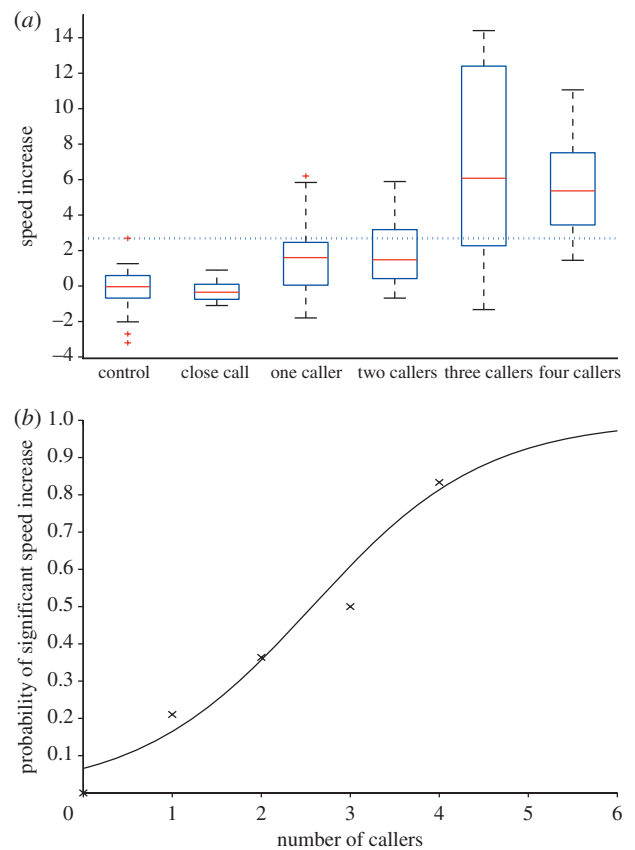 (a)
speed increase
14
12
10
8
6
4
2
0
−2
−4
control close call one caller two callers three callers four callers
(b)
probability of significant speed increase
1.0
0.9
0.8
0.7
0.6
0.5
0.4
0.3
0.2
0.1
0 1 2 3 4 5 6
number of callers